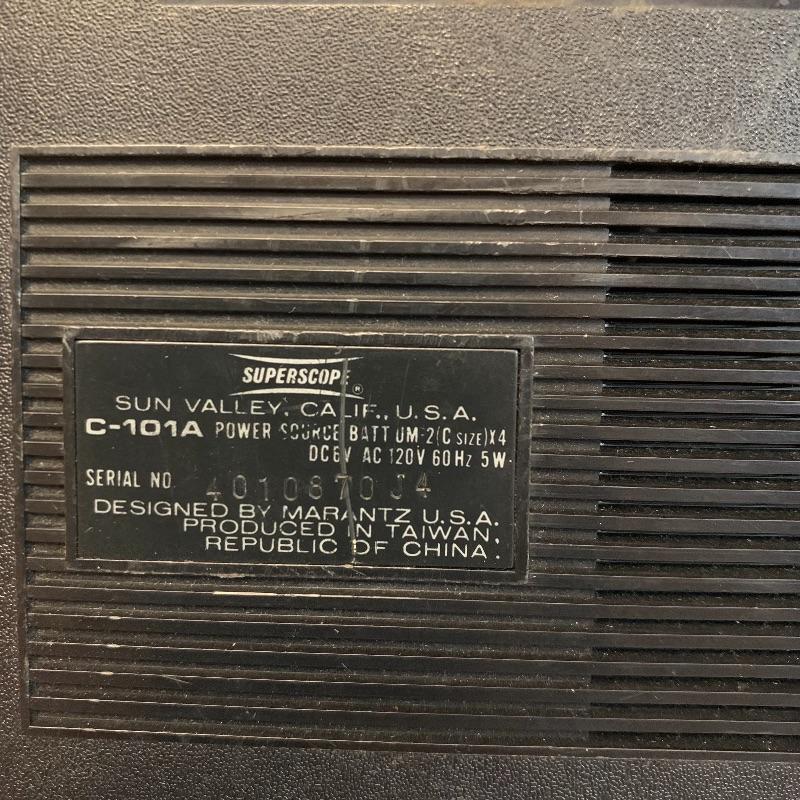 SUPERSCOPE ®
SUN VALLEY, CALIF., U.S.A.
C-101A POWER SOURCE BATT UM-2(C SIZE)X4
DC6V AC 120V 60Hz 5W
SERIAL NO. 4010870J4
DESIGNED BY MARANTZ U.S.A.
PRODUCED IN TAIWAN,
REPUBLIC OF CHINA.